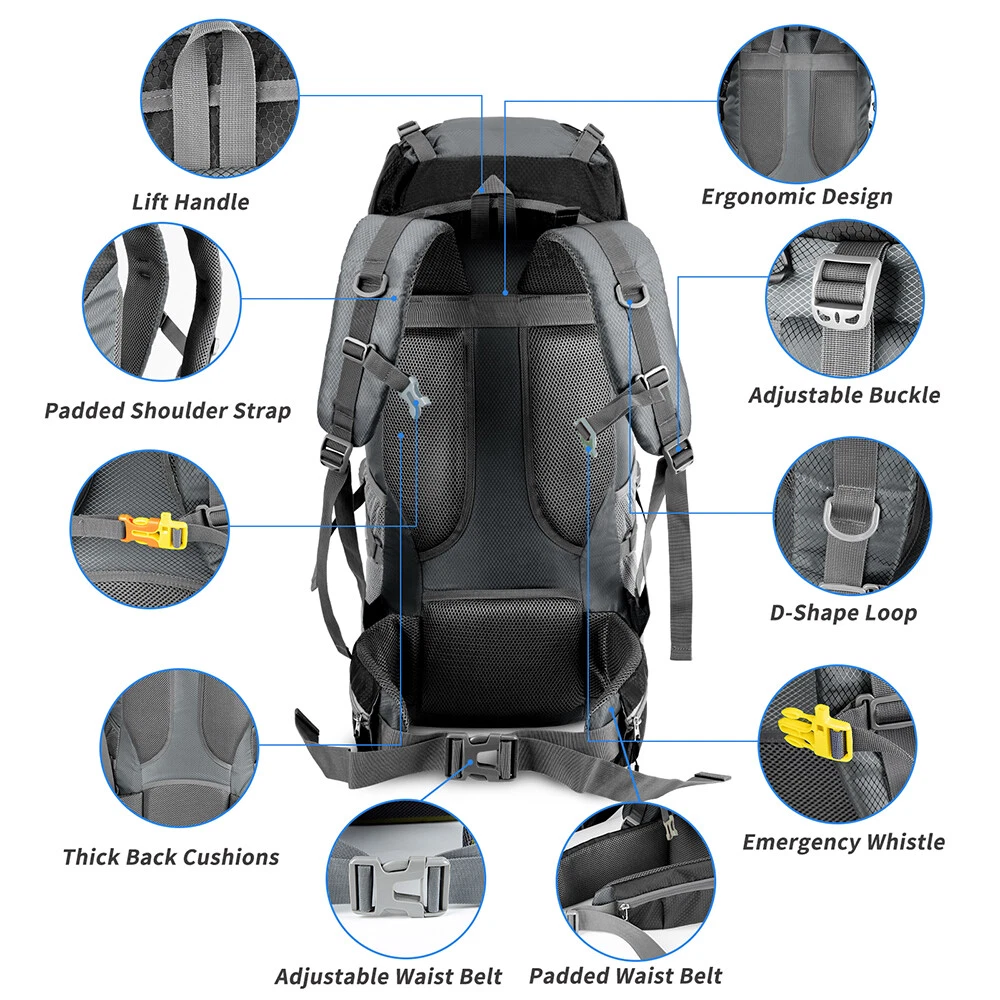 Lift Handle
Ergonomic Design
Padded Shoulder Strap
Adjustable Buckle
D-Shape Loop
Thick Back Cushions
Emergency Whistle
Adjustable Waist Belt
Padded Waist Belt